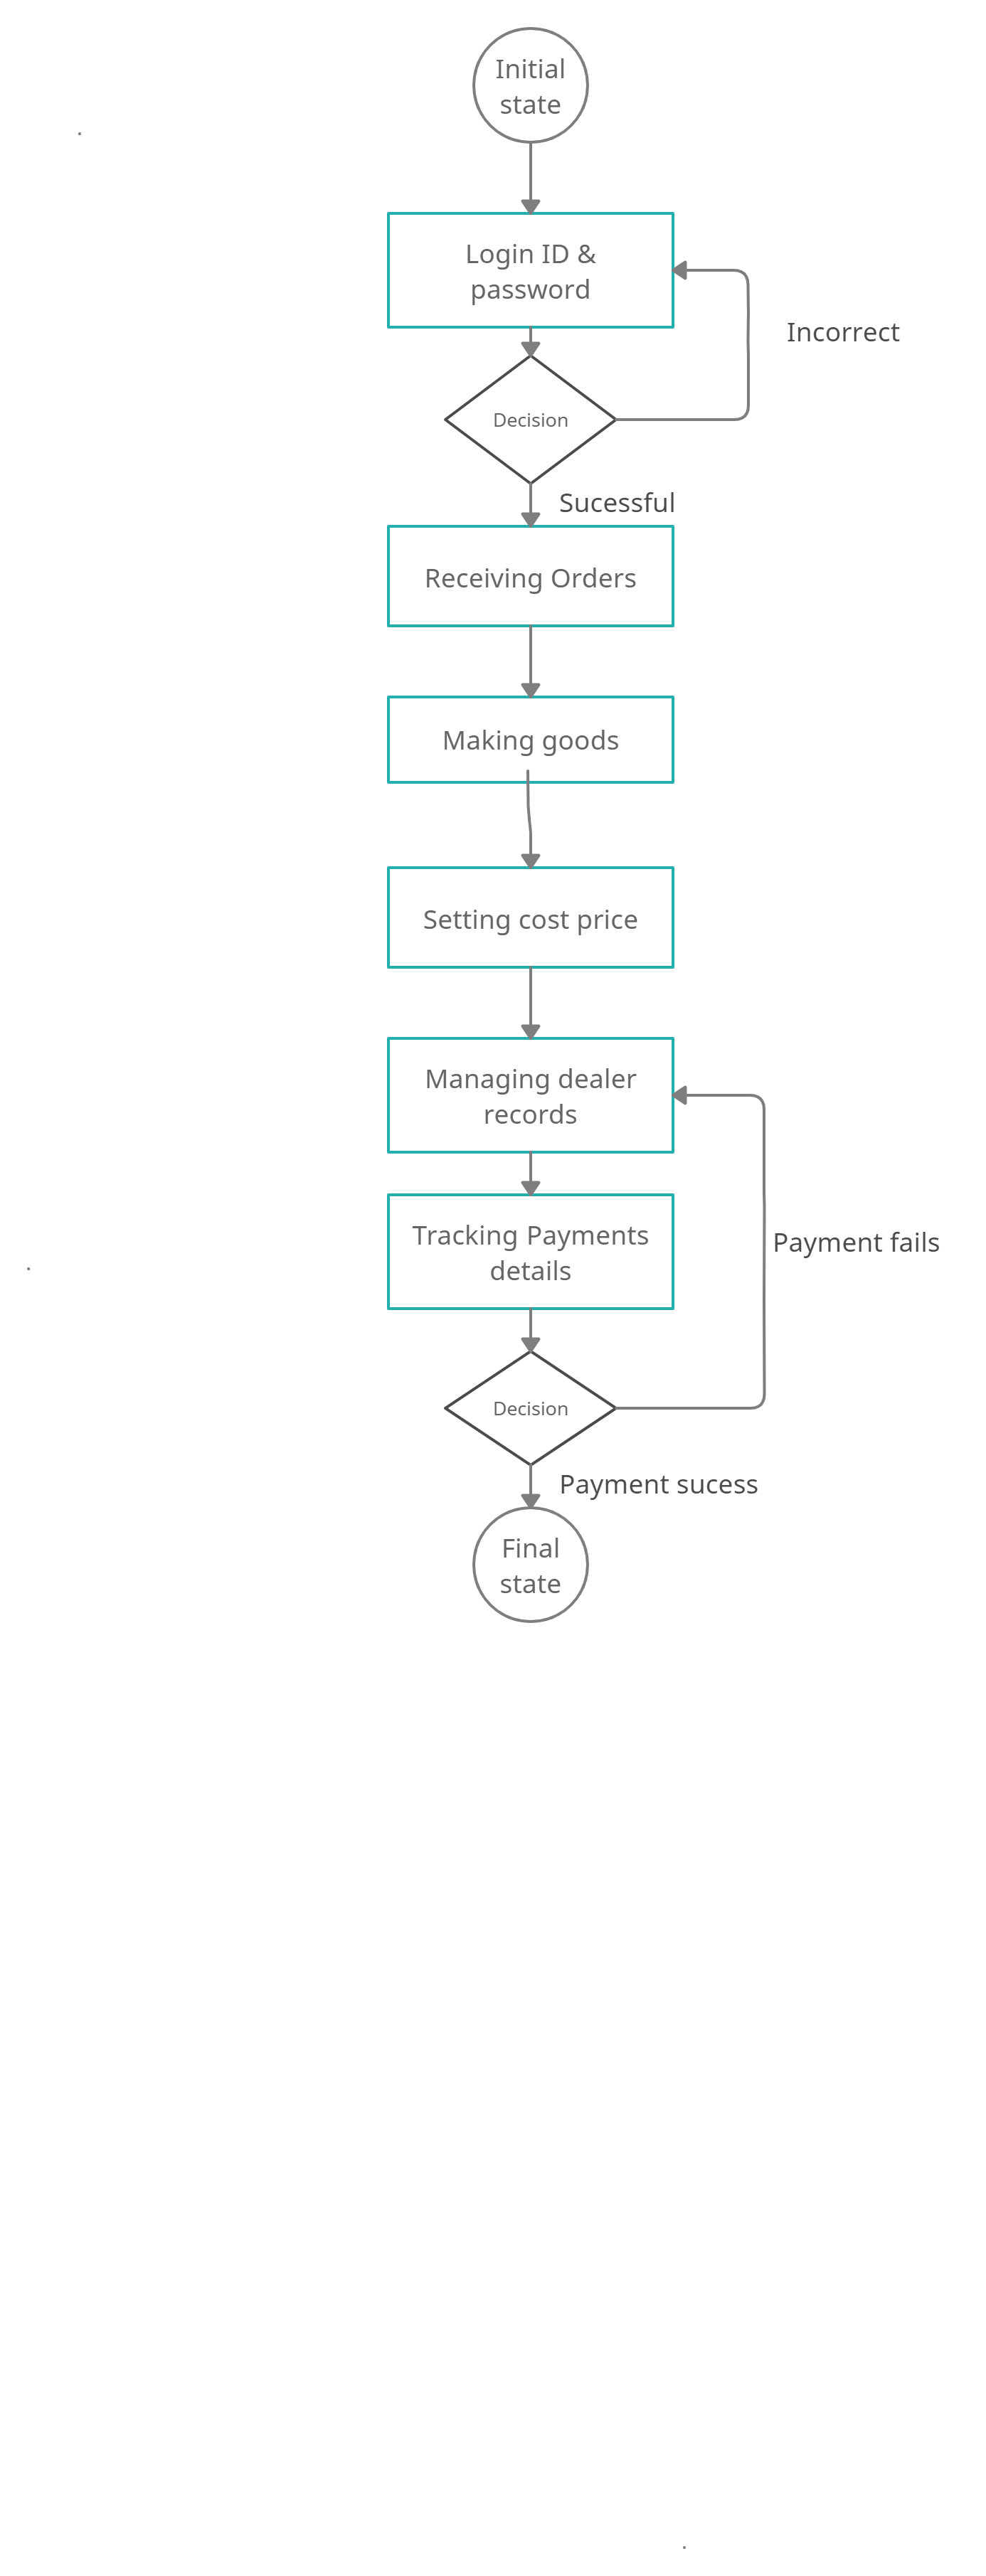 Initial
state
Login ID &
password
Incorrect
Decision
Sucessful
Receiving Orders
Making goods
Setting cost price
Managing dealer
records
Tracking Payments
details
Payment fails
Decision
Payment sucess
Final
state